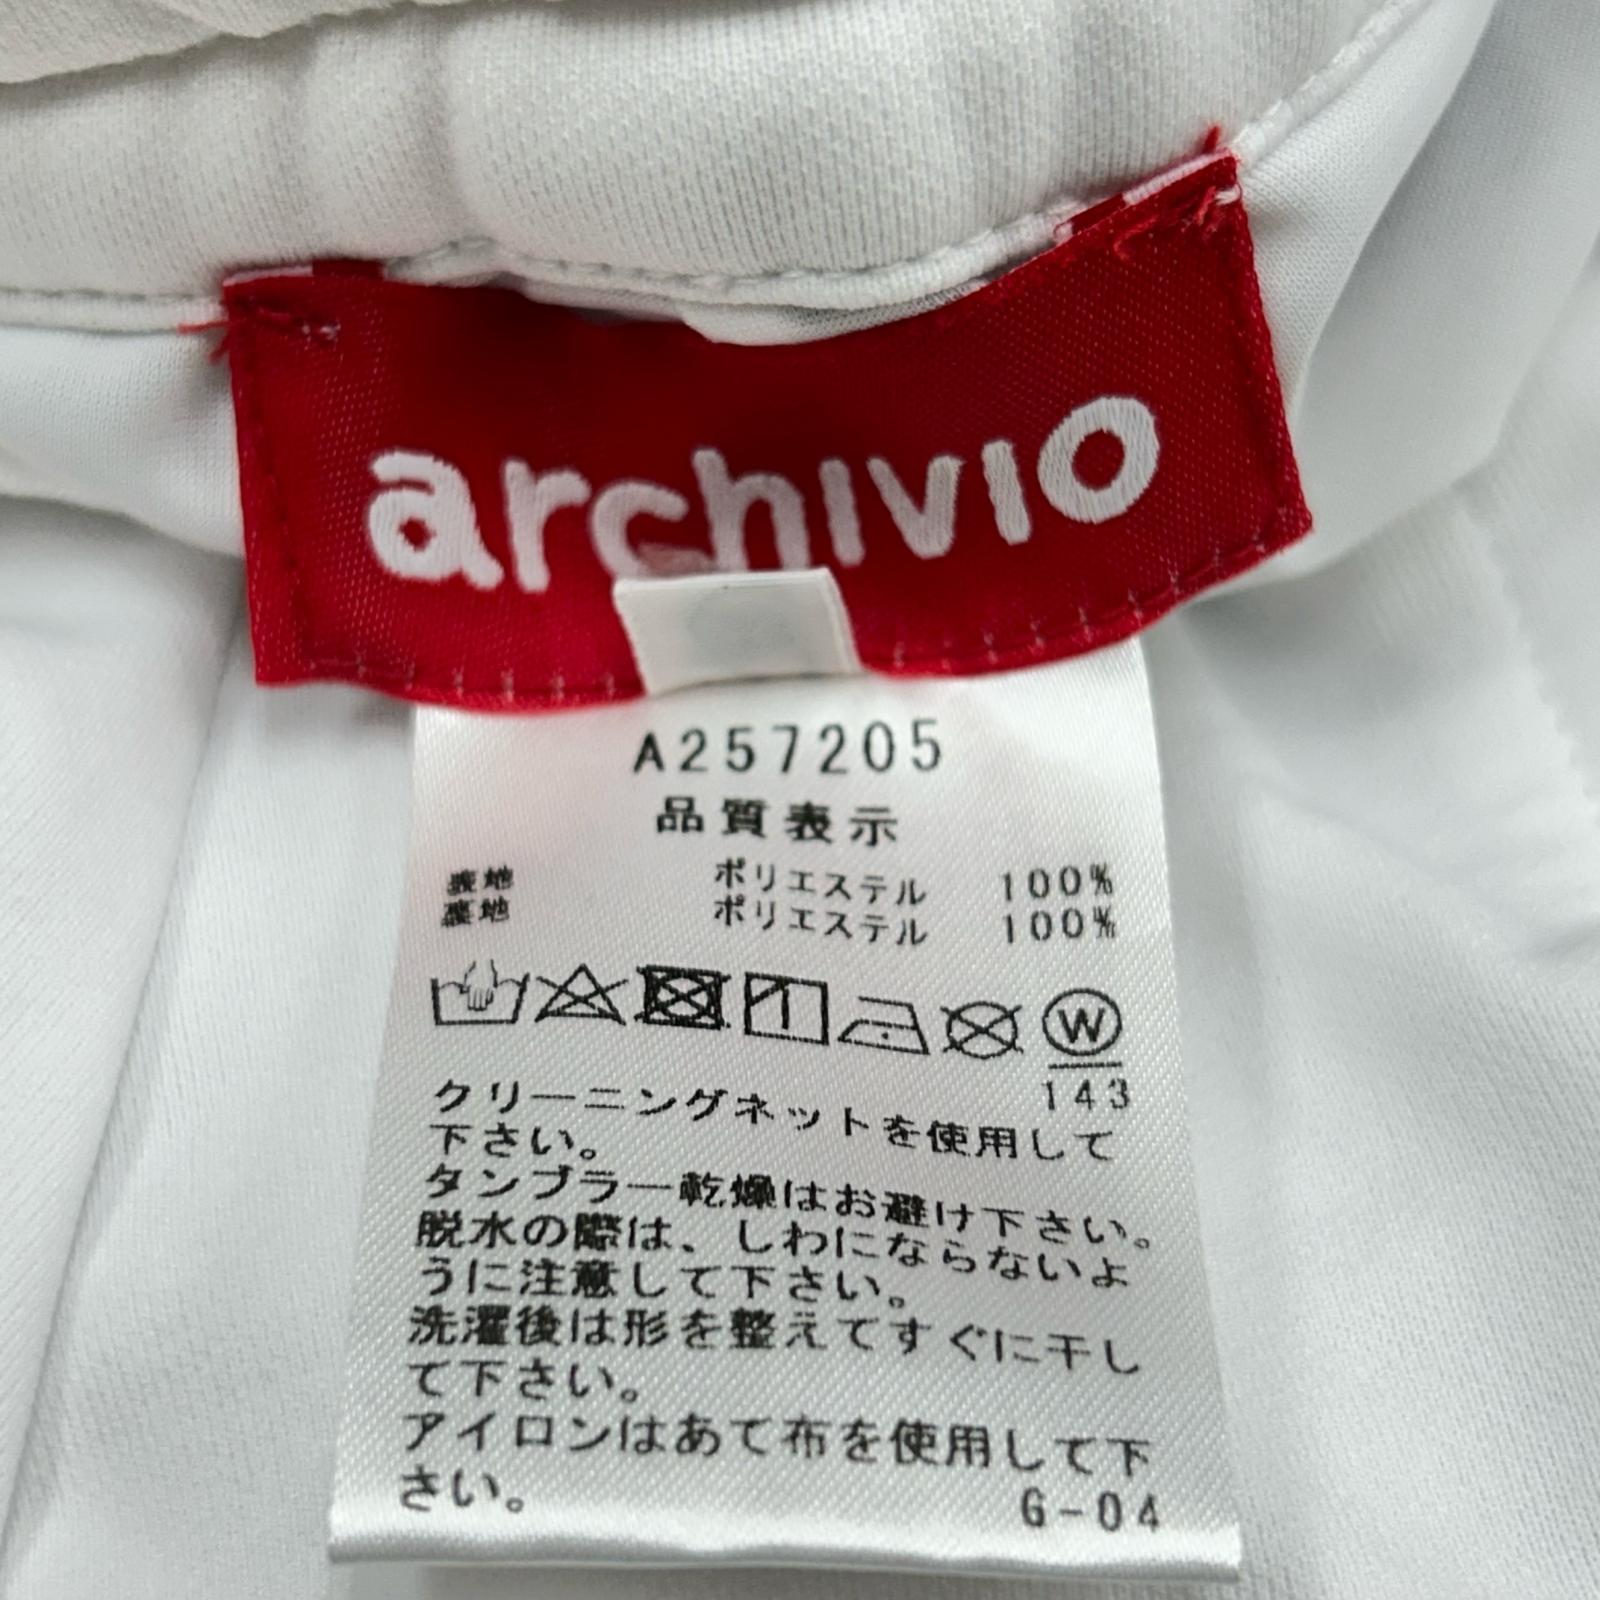 archivio
A257205
品質表示
表地 ポリエステル 100%
裏地 ポリエステル 100%
W
143
クリーニングネットを使用して
下さい。
タンブラー乾燥はお避け下さい。
脱水の際は、しわにならないよ
うに注意して下さい。
洗濯後は形を整えてすぐに干し
て下さい。
アイロンはあて布を使用して下
さい。
G-04